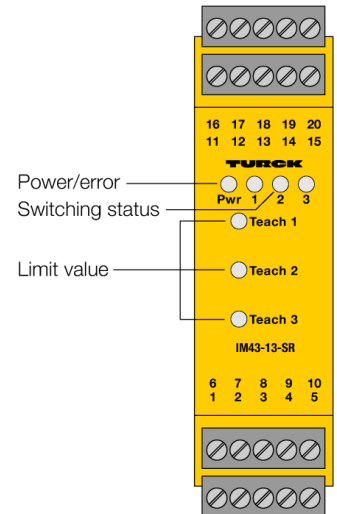 16 17 18 19 20
11 12 13 14 15
TURCK
Power/error
Pwr 1 2 3
Switching status
Teach 1
Limit value
Teach 2
Teach 3
IM43-13-SR
6 7 8 9 10
1 2 3 4 5